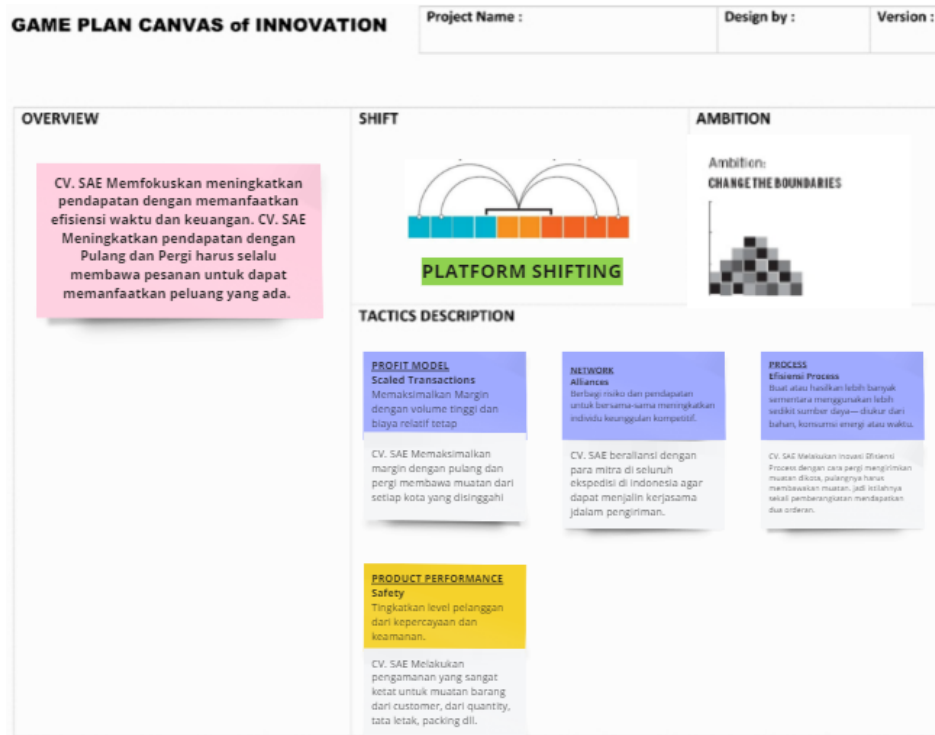 GAME PLAN CANVAS of INNOVATION
Project Name :
Design by :
Version :
OVERVIEW
CV. SAE Memfokuskan meningkatkan
pendapatan dengan memanfaatkan
efisiensi waktu dan keuangan. CV. SAE
Meningkatkan pendapatan dengan
Pulang dan Pergi harus selalu
membawa pesanan untuk dapat
memanfaatkan peluang yang ada.
SHIFT
PLATFORM SHIFTING
AMBITION
Ambition:
CHANGE THE BOUNDARIES
TACTICS DESCRIPTION
PROFIT MODEL
Scaled Transactions
Memaksimalkan Margin
dengan volume tinggi dan
biaya relatif tetap
CV. SAE Memaksimalkan
margin dengan pulang dan
pergi membawa muatan dari
setiap kota yang disinggahi
NETWORK
Alliances
Berbagi risiko dan pendapatan
untuk bersama-sama meningkatkan
individu keunggulan kompetitif.
CV. SAE beraliansi dengan
para mitra di seluruh
ekspedisi di indonesia agar
dapat menjalin kerjasama
jdalam pengiriman.
PROCESS
Efisiensi Process
Buat atau hasilkan lebih banyak
sementara menggunakan lebih
sedikit sumber daya— diukur dari
bahan, konsumsi energi atau waktu.
CV. SAE Melakukan inovasi Efisiensi
Process dengan cara pergi mengirimkan
muatan dikota, pulangnya harus
membawakan muatan. jadi istilahnya
sekali pemberangkatan mendapatkan
dua orderan.
PRODUCT PERFORMANCE
Safety
Tingkatkan level pelanggan
dari kepercayaan dan
keamanan.
CV. SAE Melakukan
pengamanan yang sangat
ketat untuk muatan barang
dari customer, dari quantity,
tata letak, packing dll.